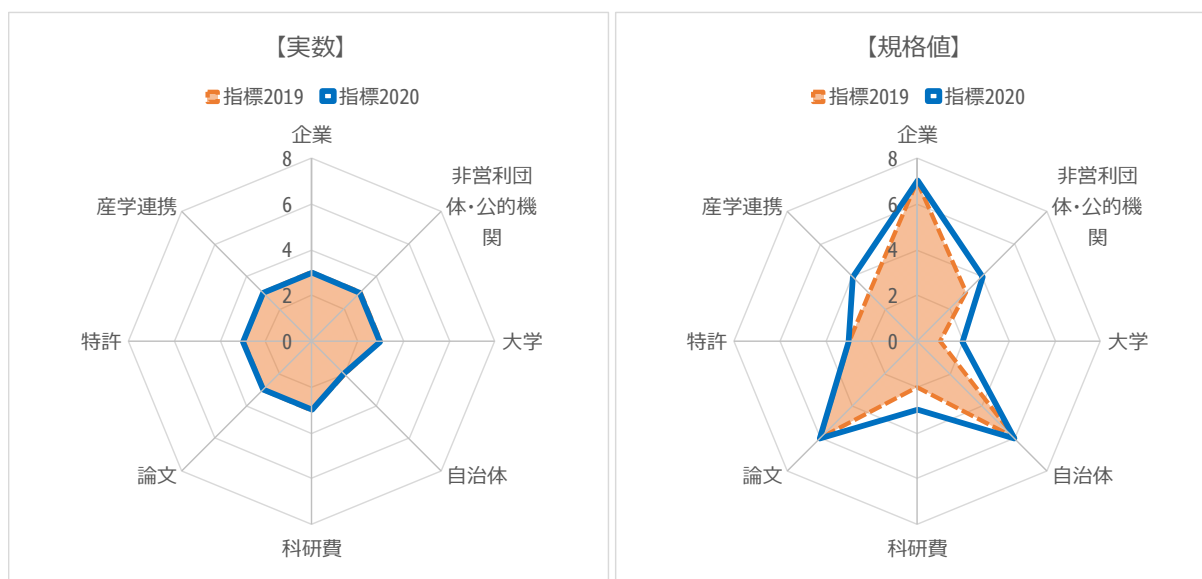 【実数】
指標2019 指標2020
企業
非営利団
体・公的機
関
大学
自治体
科研費
論文
特許
産学連携
8
6
4
2
0
【規格値】
指標2019 指標2020
企業
非営利団
体・公的機
関
大学
自治体
科研費
論文
特許
産学連携
8
6
4
2
0